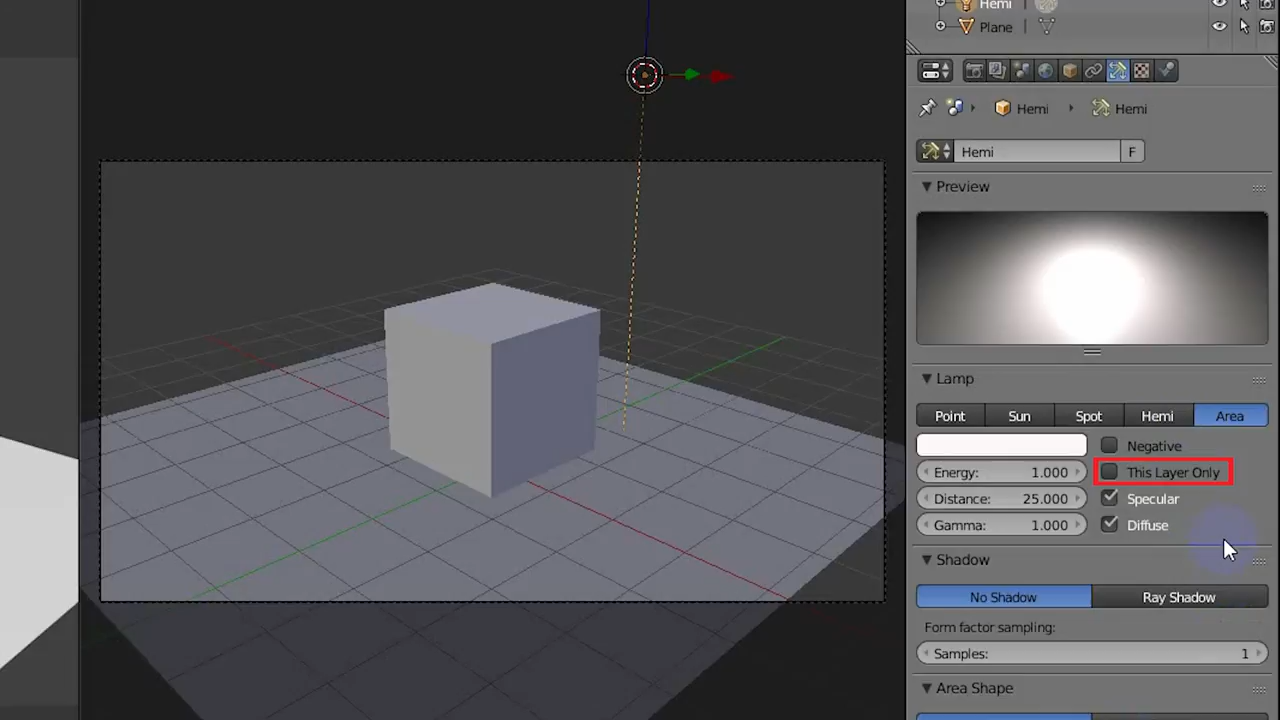 Hemi
Plane
Hemi Hemi
Hemi F
Preview
Lamp
Point Sun Spot Hemi Area
Negative
Energy: 1.000 This Layer Only
Distance: 25.000 Specular
Gamma: 1.000 Diffuse
Shadow
No Shadow Ray Shadow
Form factor sampling:
Samples: 1
Area Shape